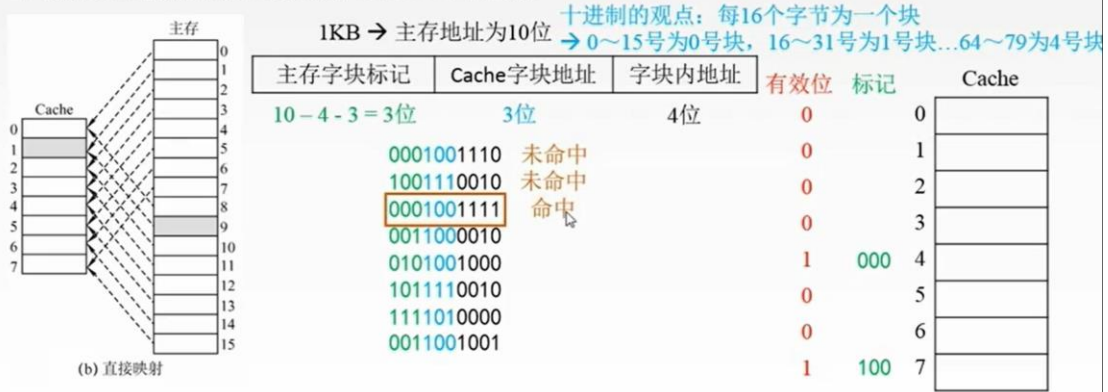 主存
Cache
0
1
2
3
4
5
6
7
0
1
2
3
4
5
6
7
8
9
10
11
12
13
14
15
(b) 直接映射
1KB → 主存地址为10位
十进制的观点：每16个字节为一个块
→ 0～15号为0号块，16～31号为1号块…64～79为4号块
主存字块标记 Cache字块地址 字块内地址
10 – 4 - 3 = 3位 3位 4位
0001001110 未命中
1001110010 未命中
0001001111 命中
0011000010
0101001000
1011110010
1111010000
0011001001
有效位 标记 Cache
0 0
0 1
0 2
0 3
1 000 4
0 5
0 6
1 100 7